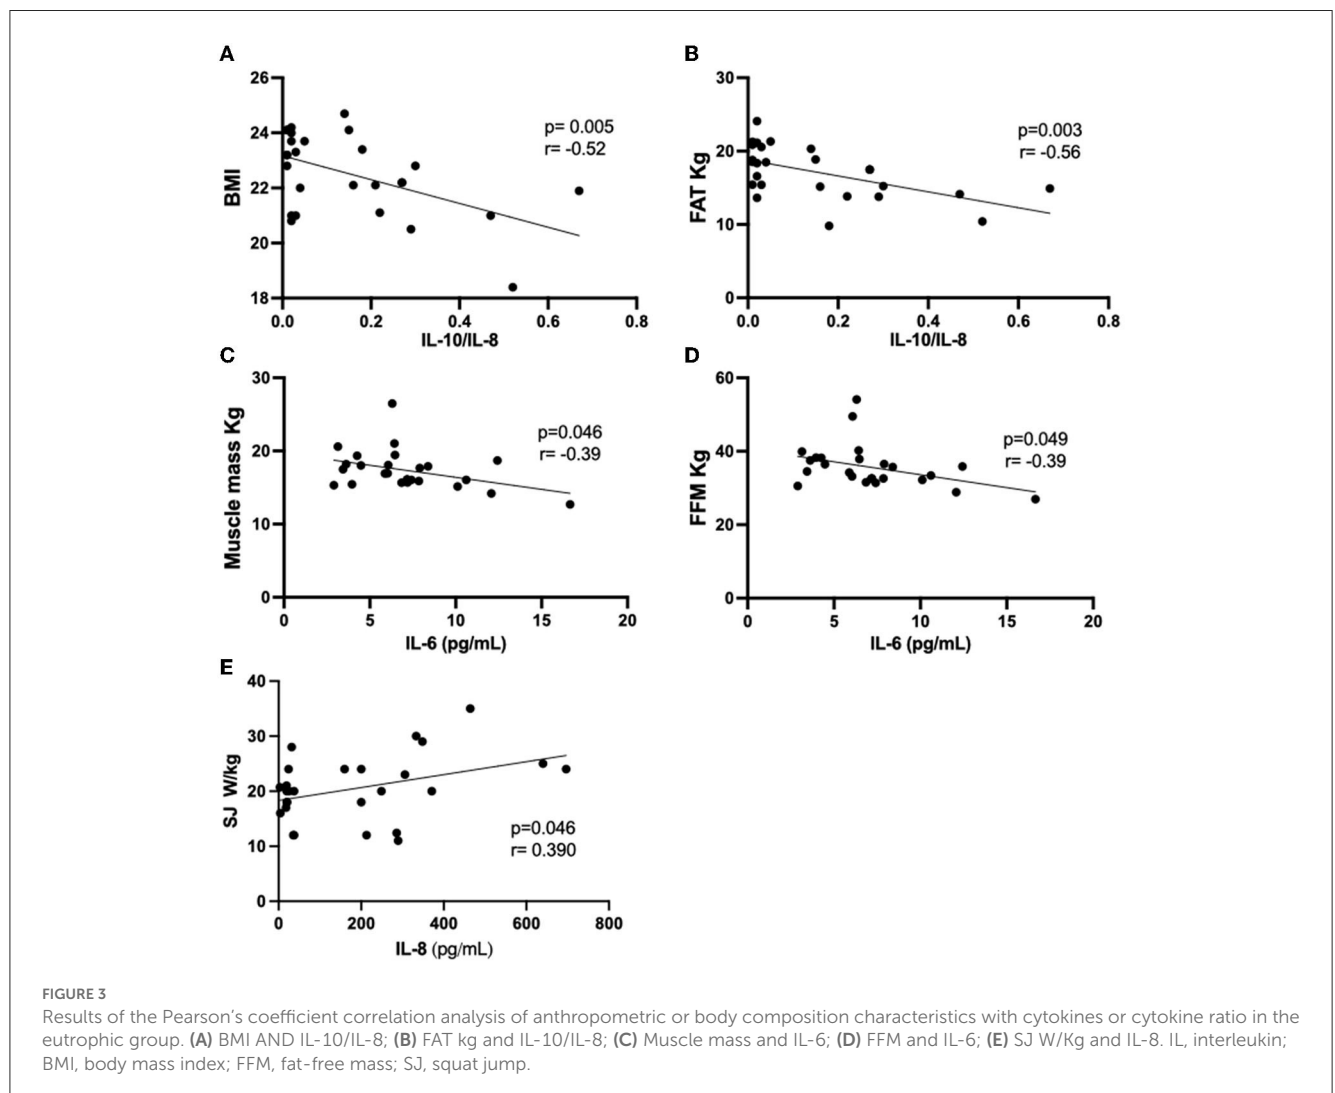 A
26
24
22
20
18
BMI
p= 0.005
r= -0.52
0.0 0.2 0.4 0.6 0.8
IL-10/IL-8
B
30
20
10
0
FAT Kg
p=0.003
r= -0.56
0.0 0.2 0.4 0.6 0.8
IL-10/IL-8
C
30
20
10
0
Muscle mass Kg
p=0.046
r= -0.39
0 5 10 15 20
IL-6 (pg/mL)
D
60
40
20
0
FFM Kg
p=0.049
r= -0.39
0 5 10 15 20
IL-6 (pg/mL)
E
40
30
20
10
0
SJ W/kg
p=0.046
r= 0.390
0 200 400 600 800
IL-8 (pg/mL)
FIGURE 3
Results of the Pearson's coefficient correlation analysis of anthropometric or body composition characteristics with cytokines or cytokine ratio in the
eutrophic group. (A) BMI AND IL-10/IL-8; (B) FAT kg and IL-10/IL-8; (C) Muscle mass and IL-6; (D) FFM and IL-6; (E) SJ W/Kg and IL-8. IL, interleukin;
BMI, body mass index; FFM, fat-free mass; SJ, squat jump.